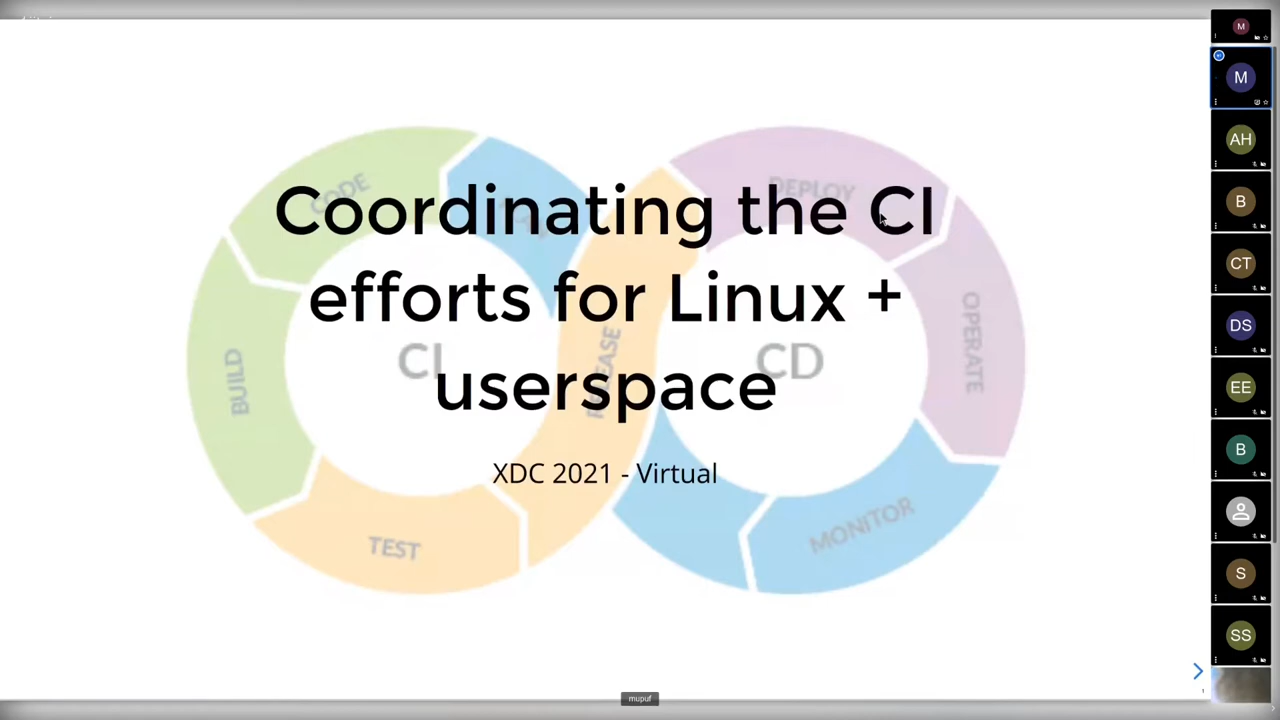 Coordinating the CI
efforts for Linux +
userspace
XDC 2021 - Virtual
CODE
DEPLOY
BUILD
CI
RELEASE
CD
OPERATE
TEST
MONITOR
mupuf
1
M
M
AH
B
CT
DS
EE
B
S
SS